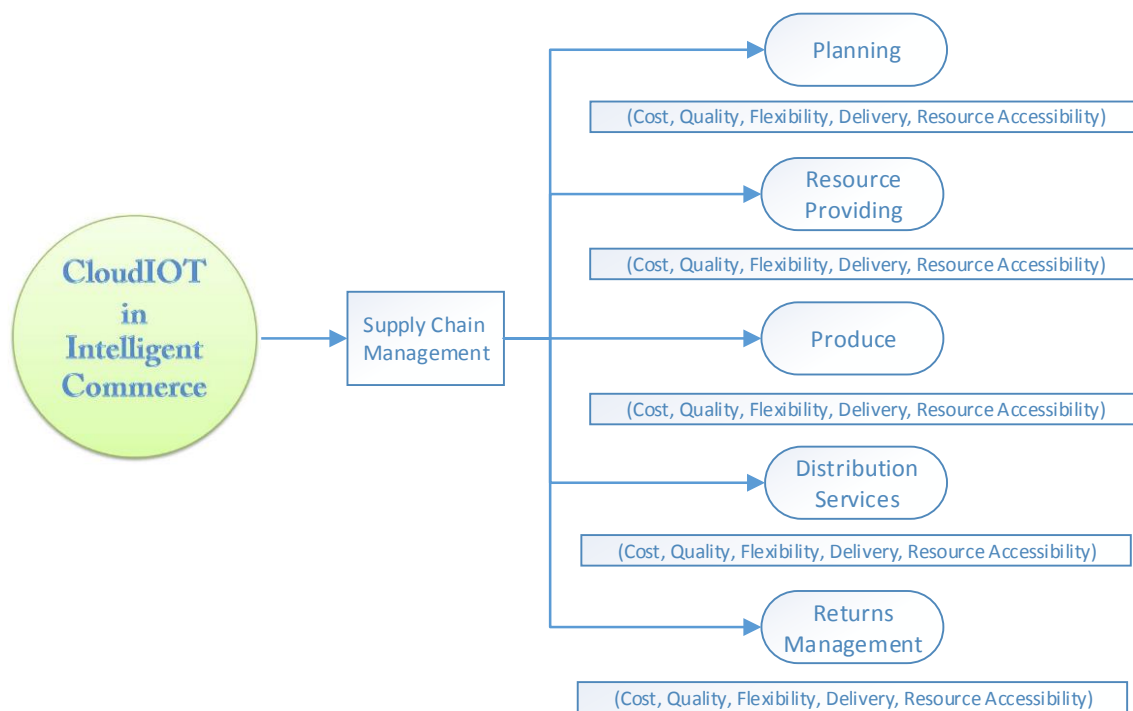 CloudIOT
in
Intelligent
Commerce
Supply Chain
Management
Planning
(Cost, Quality, Flexibility, Delivery, Resource Accessibility)
Resource
Providing
(Cost, Quality, Flexibility, Delivery, Resource Accessibility)
Produce
(Cost, Quality, Flexibility, Delivery, Resource Accessibility)
Distribution
Services
(Cost, Quality, Flexibility, Delivery, Resource Accessibility)
Returns
Management
(Cost, Quality, Flexibility, Delivery, Resource Accessibility)